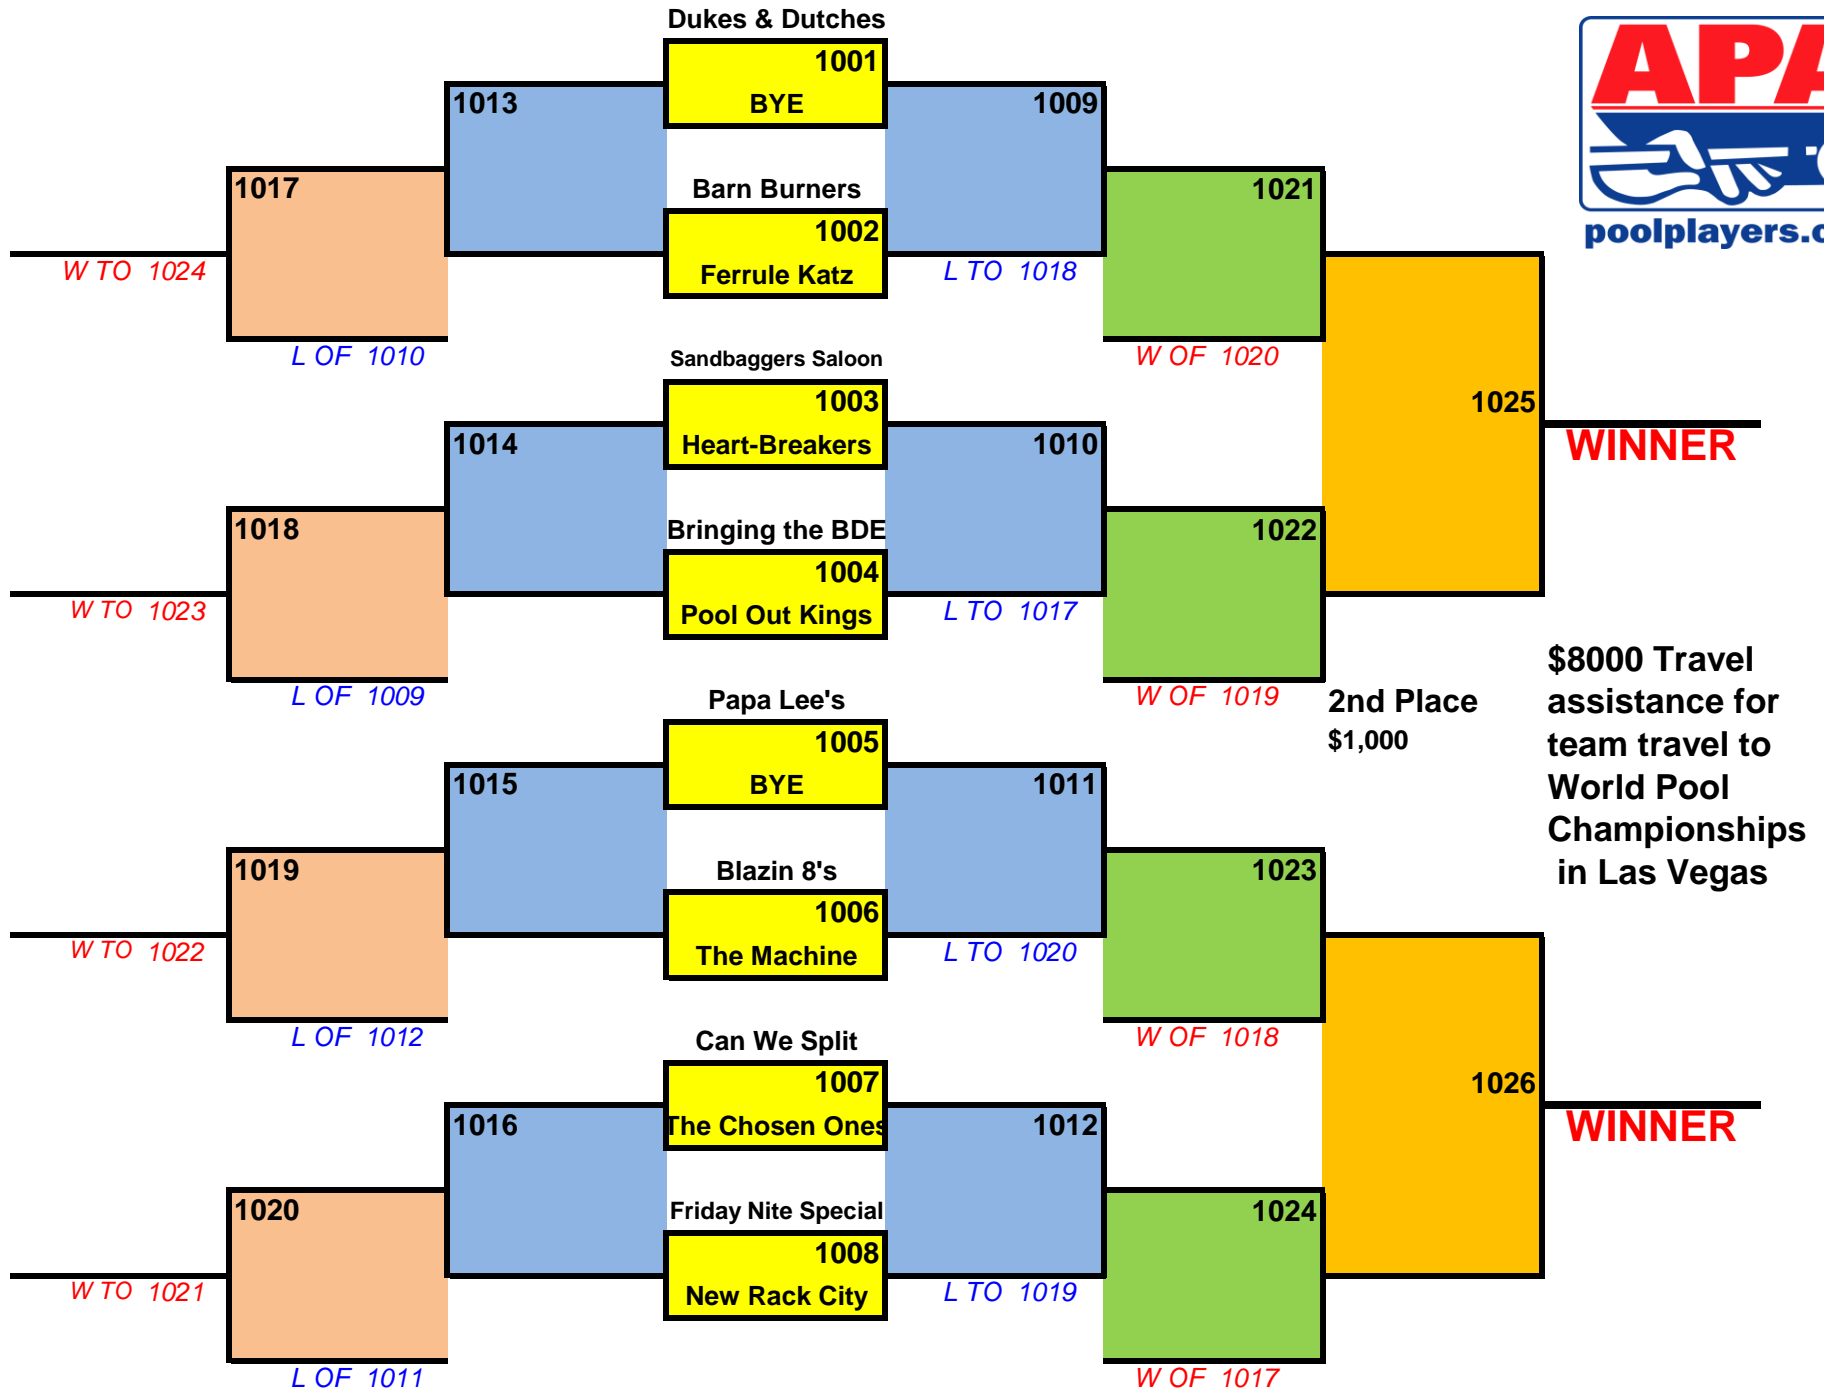 Dukes & Dutches
1001
1013
BYE
1009
1017
Barn Burners
1021
1002
W TO 1024
Ferrule Katz
L TO 1018
L OF 1010
Sandbaggers Saloon
W OF 1020
1003
1025
1014
Heart-Breakers
1010
WINNER
1018
Bringing the BDE
1022
1004
W TO 1023
Pool Out Kings
L TO 1017
L OF 1009
Papa Lee's
W OF 1019
2nd Place
$1,000
$8000 Travel
assistance for
team travel to
World Pool
Championships
in Las Vegas
1005
1015
BYE
1011
1019
Blazin 8's
1023
1006
W TO 1022
The Machine
L TO 1020
L OF 1012
Can We Split
W OF 1018
1007
1026
1016
The Chosen Ones
1012
WINNER
1020
Friday Nite Special
1024
1008
W TO 1021
New Rack City
L TO 1019
L OF 1011
W OF 1017
APA
poolplayers.c